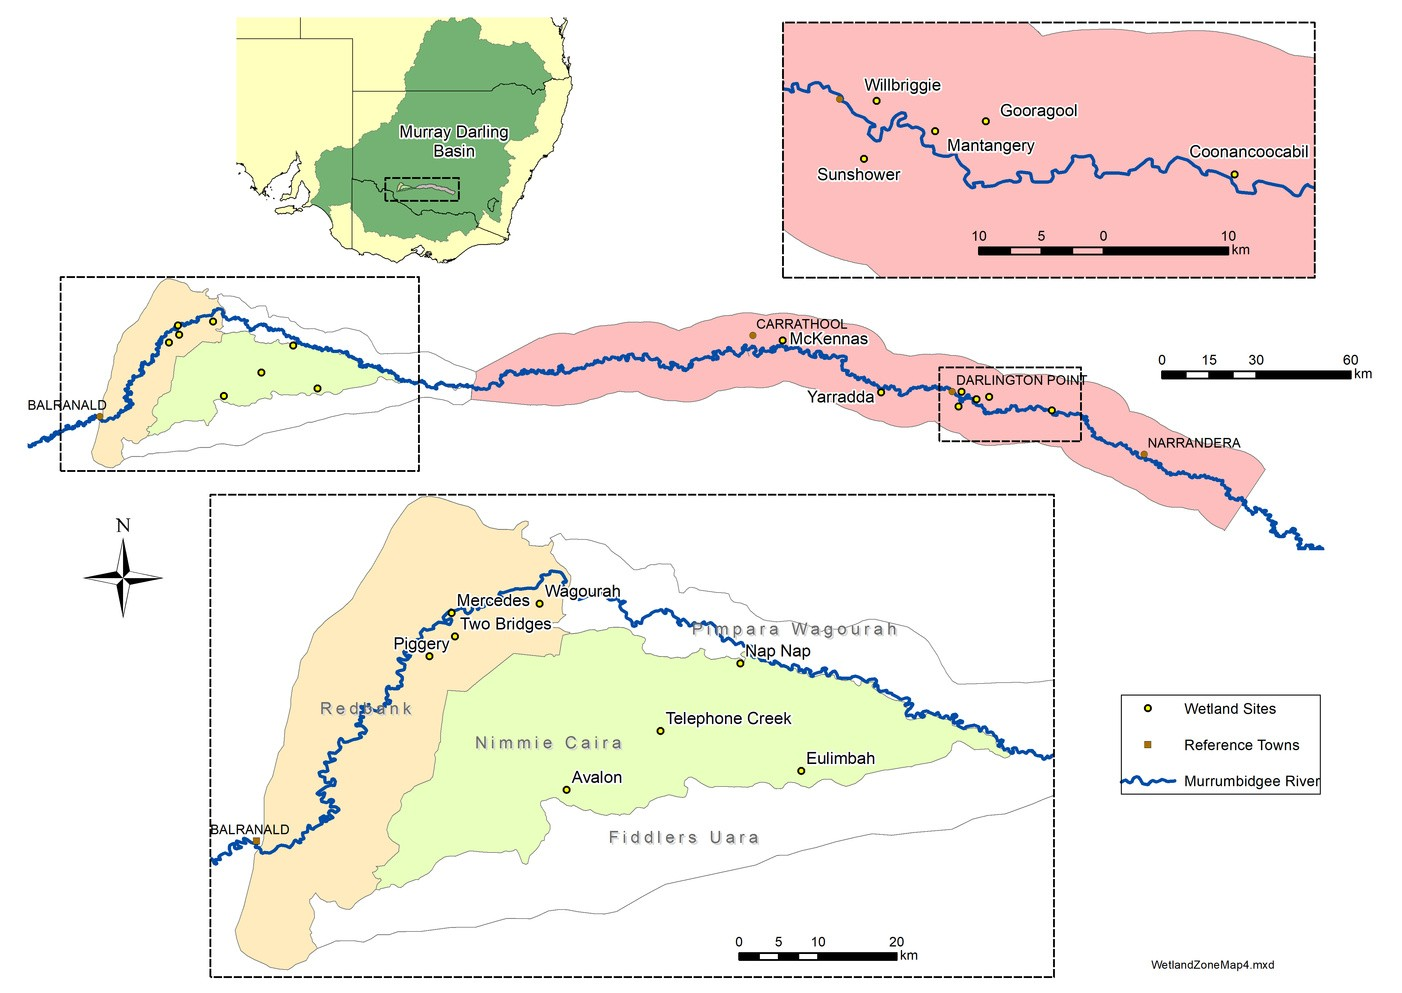 Murray Darling
Basin
Willbriggie
Gooragool
Mantangery
Sunshower
Coonancoocabil
10 5 0 10
km
CARRATHOOL
McKennas
Yarradda
DARLINGTON POINT
NARRANDERA
BALRANALD
0 15 30 60
km
N
Wagourah
Mercedes
Two Bridges
Piggery
Pimpara Wagourah
Nap Nap
Redbank
Telephone Creek
Nimmie Caira
Eulimbah
Avalon
BALRANALD
Fiddlers Uara
0 5 10 20
km
Wetland Sites
Reference Towns
Murrumbidgee River
WetlandZoneMap4.mxd